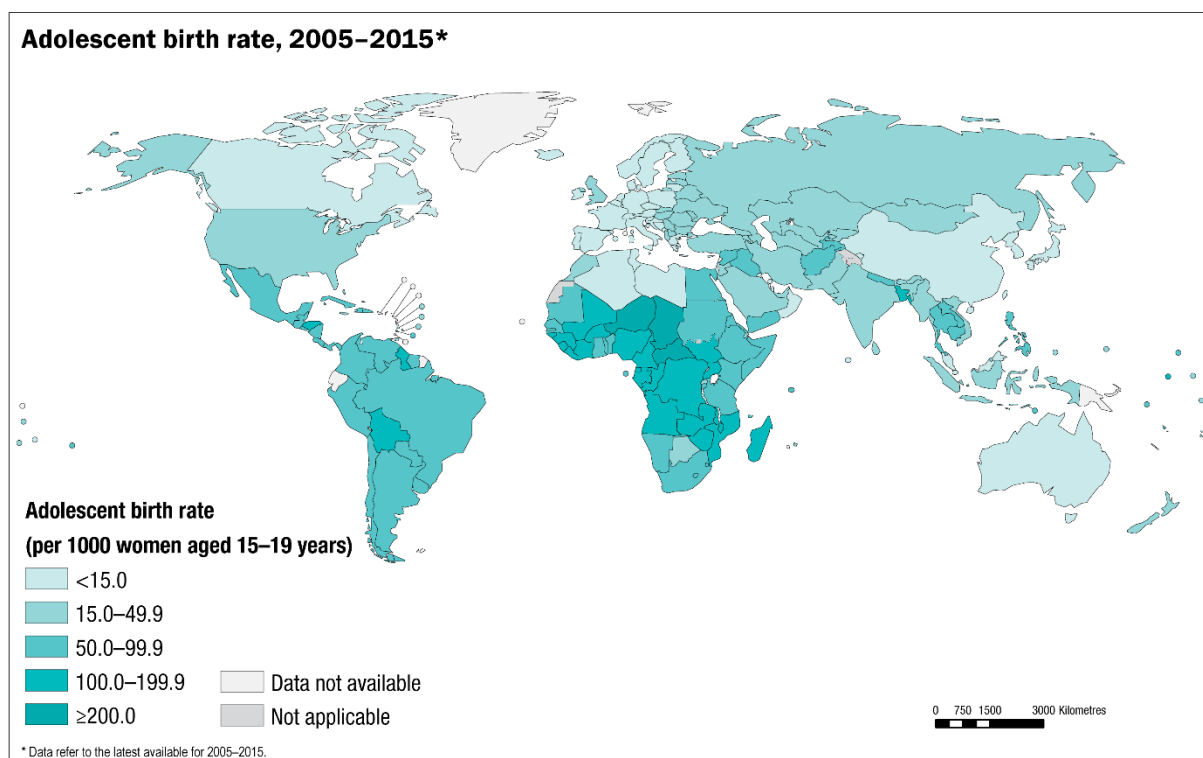 Adolescent birth rate, 2005–2015*
Adolescent birth rate
(per 1000 women aged 15–19 years)
<15.0
15.0–49.9
50.0–99.9
100.0–199.9
≥200.0
Data not available
Not applicable
0 750 1500 3000 Kilometres
* Data refer to the latest available for 2005–2015.